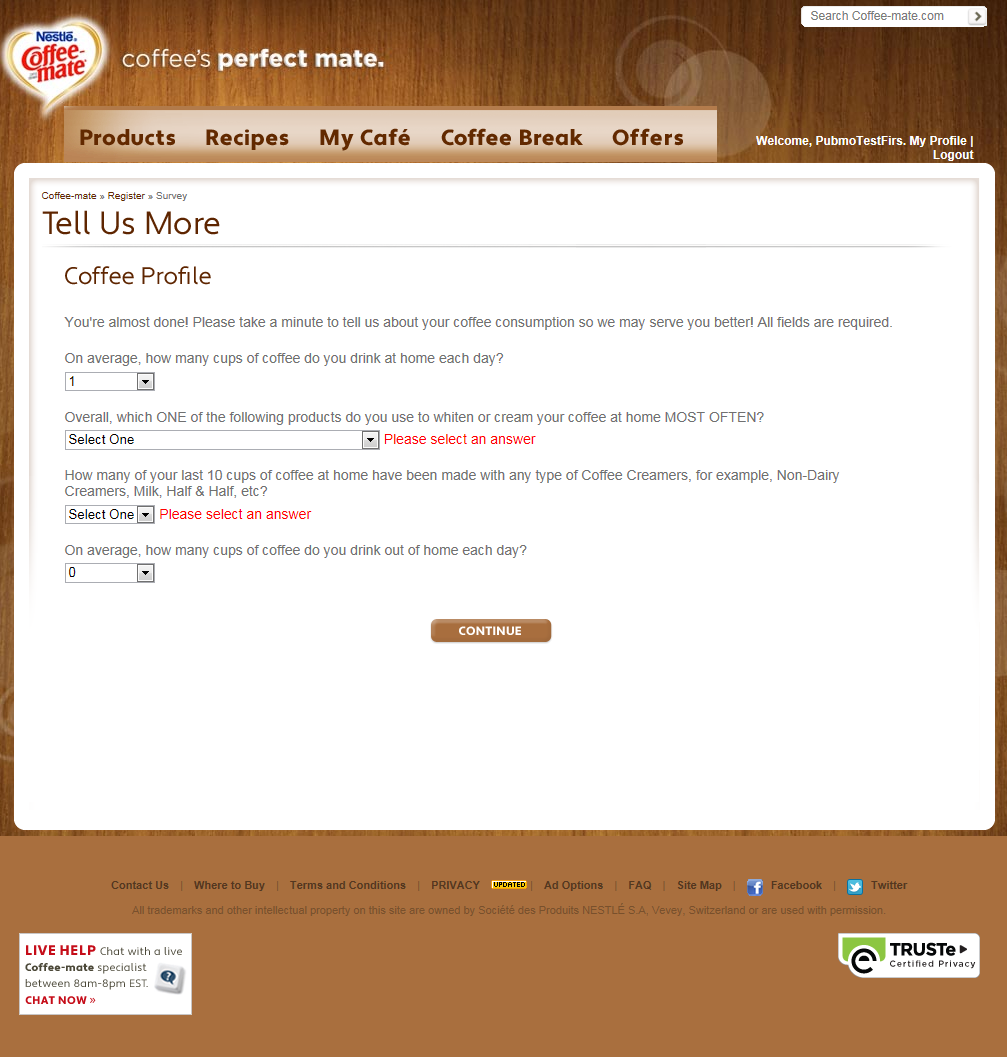 Search Coffee-mate.com
Nestlé®
Coffee-
mate
coffee's perfect mate.
Products Recipes My Café Coffee Break Offers
Welcome, PubmoTestFirs. My Profile |
Logout
Coffee-mate » Register » Survey
Tell Us More
Coffee Profile
You're almost done! Please take a minute to tell us about your coffee consumption so we may serve you better! All fields are required.
On average, how many cups of coffee do you drink at home each day?
1
Overall, which ONE of the following products do you use to whiten or cream your coffee at home MOST OFTEN?
Select One Please select an answer
How many of your last 10 cups of coffee at home have been made with any type of Coffee Creamers, for example, Non-Dairy
Creamers, Milk, Half & Half, etc?
Select One Please select an answer
On average, how many cups of coffee do you drink out of home each day?
0
CONTINUE
Contact Us | Where to Buy | Terms and Conditions | PRIVACY UPDATED | Ad Options | FAQ | Site Map | Facebook | Twitter
All trademarks and other intellectual property on this site are owned by Société des Produits NESTLÉ S.A, Vevey, Switzerland or are used with permission.
LIVE HELP Chat with a live
Coffee-mate specialist
between 8am-8pm EST.
CHAT NOW »
TRUSTe
Certified Privacy